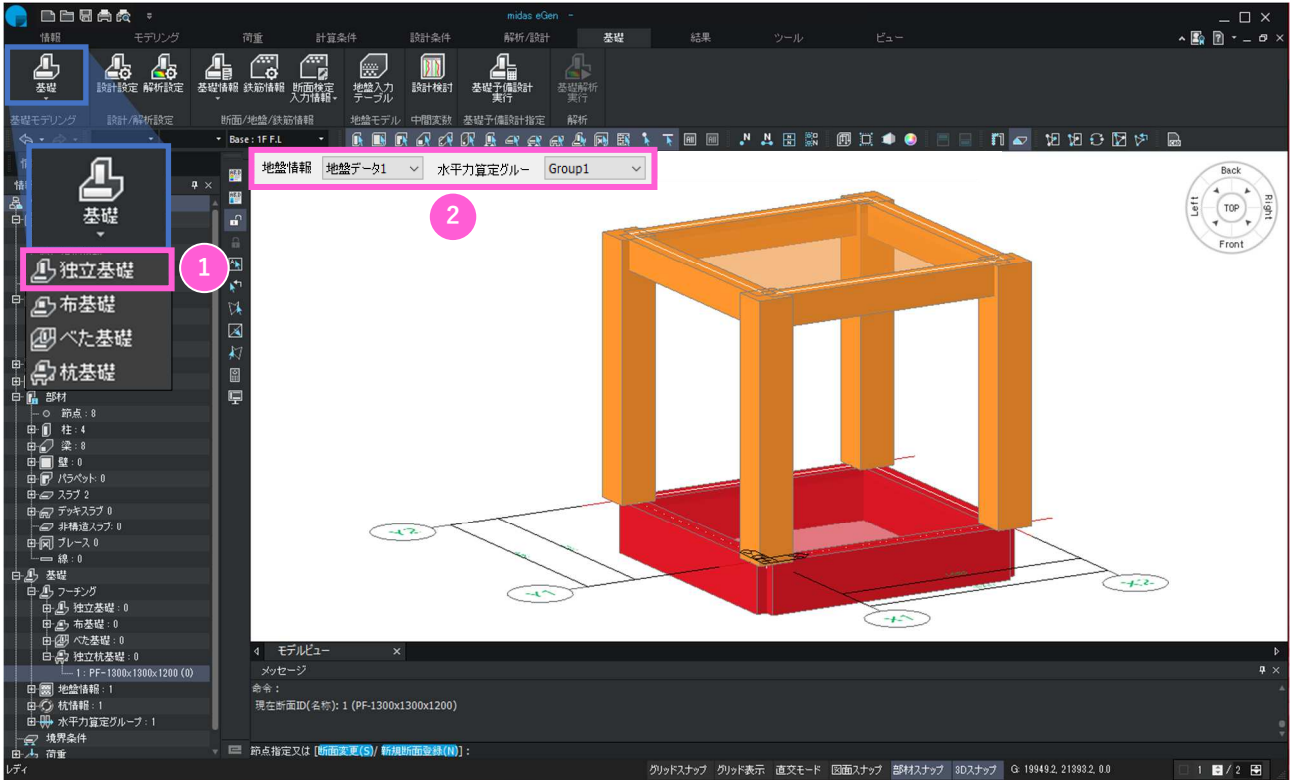 midas eGen -
情報 モデリング 荷重 計算条件 設計条件 解析/設計 基礎 結果 ツール ビュー
基礎 設計設定 解析設定 基礎情報 鉄筋情報 断面検定 入力情報 地盤入力 テーブル 設計検討 基礎予備設計 実行 基礎解析 実行
基礎モデリング 設計/解析設定 断面/地盤/鉄筋情報 地盤モデル 中間変数 基礎予備設計指定 解析
Base : 1F F.L
地盤情報 地盤データ1 水平力算定グルー Group1
2
基礎
独立基礎
1
布基礎
べた基礎
杭基礎
Back
Left
TOP
Right
Front
部材
節点 : 8
柱 : 4
梁 : 8
壁 : 0
パラペット: 0
スラブ 2
デッキスラブ 0
非構造スラブ: 0
ブレース 0
線 : 0
基礎
フーチング
独立基礎 : 0
布基礎 : 0
べた基礎 : 0
独立杭基礎 : 0
1 : PF-1300x1300x1200 (0)
地盤情報 : 1
杭情報 : 1
水平力算定グループ : 1
境界条件
荷重
Y2
Y1
X2
X1
モデルビュー ×
メッセージ
命令 :
現在断面ID(名称): 1 (PF-1300x1300x1200)
節点指定又は [断面変更(S)/ 新規断面登録(N)] :
レディ
グリッドスナップ グリッド表示 直交モード 図面スナップ 部材スナップ 3Dスナップ G: 19949.2, 21393.2, 0.0 1 / 2